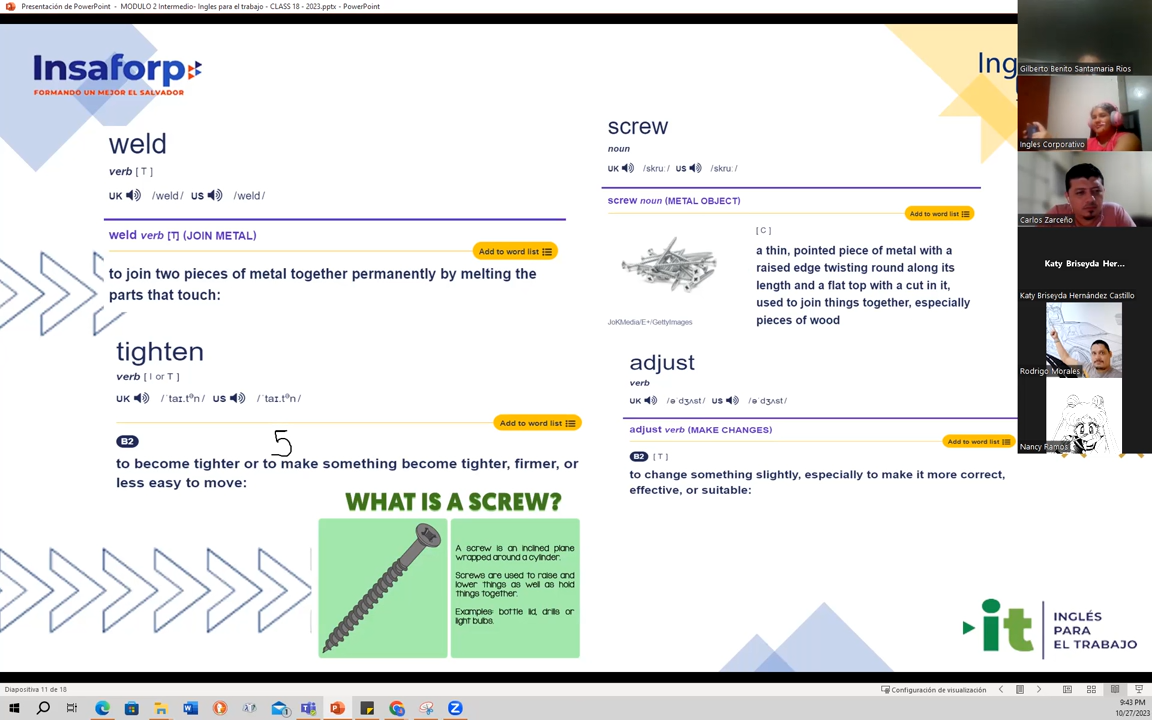 Presentación de PowerPoint - MODULO 2 Intermedio- Ingles para el trabajo - CLASS 18 - 2023.pptx - PowerPoint
Insaforp
FORMANDO UN MEJOR EL SALVADOR
Ing
weld
verb [ T ]
UK /weld/ US /weld/
weld verb [T] (JOIN METAL)
Add to word list
to join two pieces of metal together permanently by melting the
parts that touch:
tighten
verb [ I or T ]
UK /ˈtaɪ.tᵊn/ US /ˈtaɪ.tᵊn/
Add to word list
B2
5
to become tighter or to make something become tighter, firmer, or
less easy to move:
WHAT IS A SCREW?
A screw is an inclined plane
wrapped around a cylinder.
Screws are used to raise and
lower things as well as hold
things together.
Examples: bottle lid, drills or
light bulbs.
screw
noun
UK /skruː/ US /skruː/
screw noun (METAL OBJECT)
Add to word list
[ C ]
a thin, pointed piece of metal with a
raised edge twisting round along its
length and a flat top with a cut in it,
used to join things together, especially
pieces of wood
JoKMedia/E+/GettyImages
adjust
verb
UK /əˈdʒʌst/ US /əˈdʒʌst/
adjust verb (MAKE CHANGES)
Add to word list
B2 [ T ]
to change something slightly, especially to make it more correct,
effective, or suitable:
it
INGLÉS
PARA
EL TRABAJO
Gilberto Benito Santamaria Rios
Ingles Corporativo
Carlos Zarceño
Katy Briseyda Her...
Katy Briseyda Hernández Castillo
Rodrigo Morales
Nancy Ramos
Diapositiva 11 de 18
Configuración de visualización
9:43 PM
10/27/2023